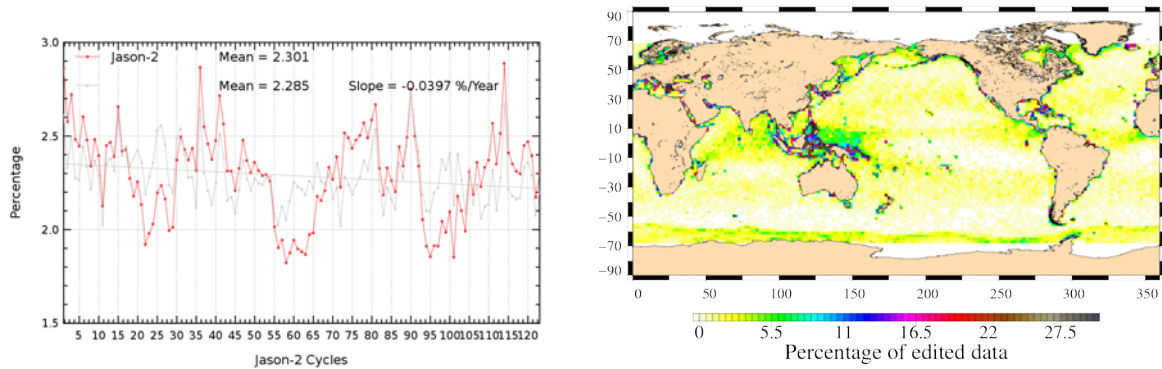 3.0
Jason-2 Mean = 2.301
Mean = 2.285 Slope = -0.0397 %/Year
2.5
2.0
1.5
Percentage
5 10 15 20 25 30 35 40 45 50 55 60 65 70 75 80 85 90 95 100 105 110 115 120
Jason-2 Cycles
90
70
50
30
10
−10
−30
−50
−70
−90
0 50 100 150 200 250 300 350
0 5.5 11 16.5 22 27.5
Percentage of edited data